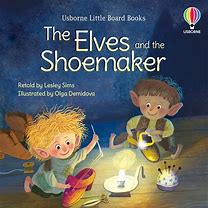 Usborne Little Board Books
USBORNE
The Elves and the
Shoemaker
Retold by Lesley Sims
Illustrated by Olga Demidova